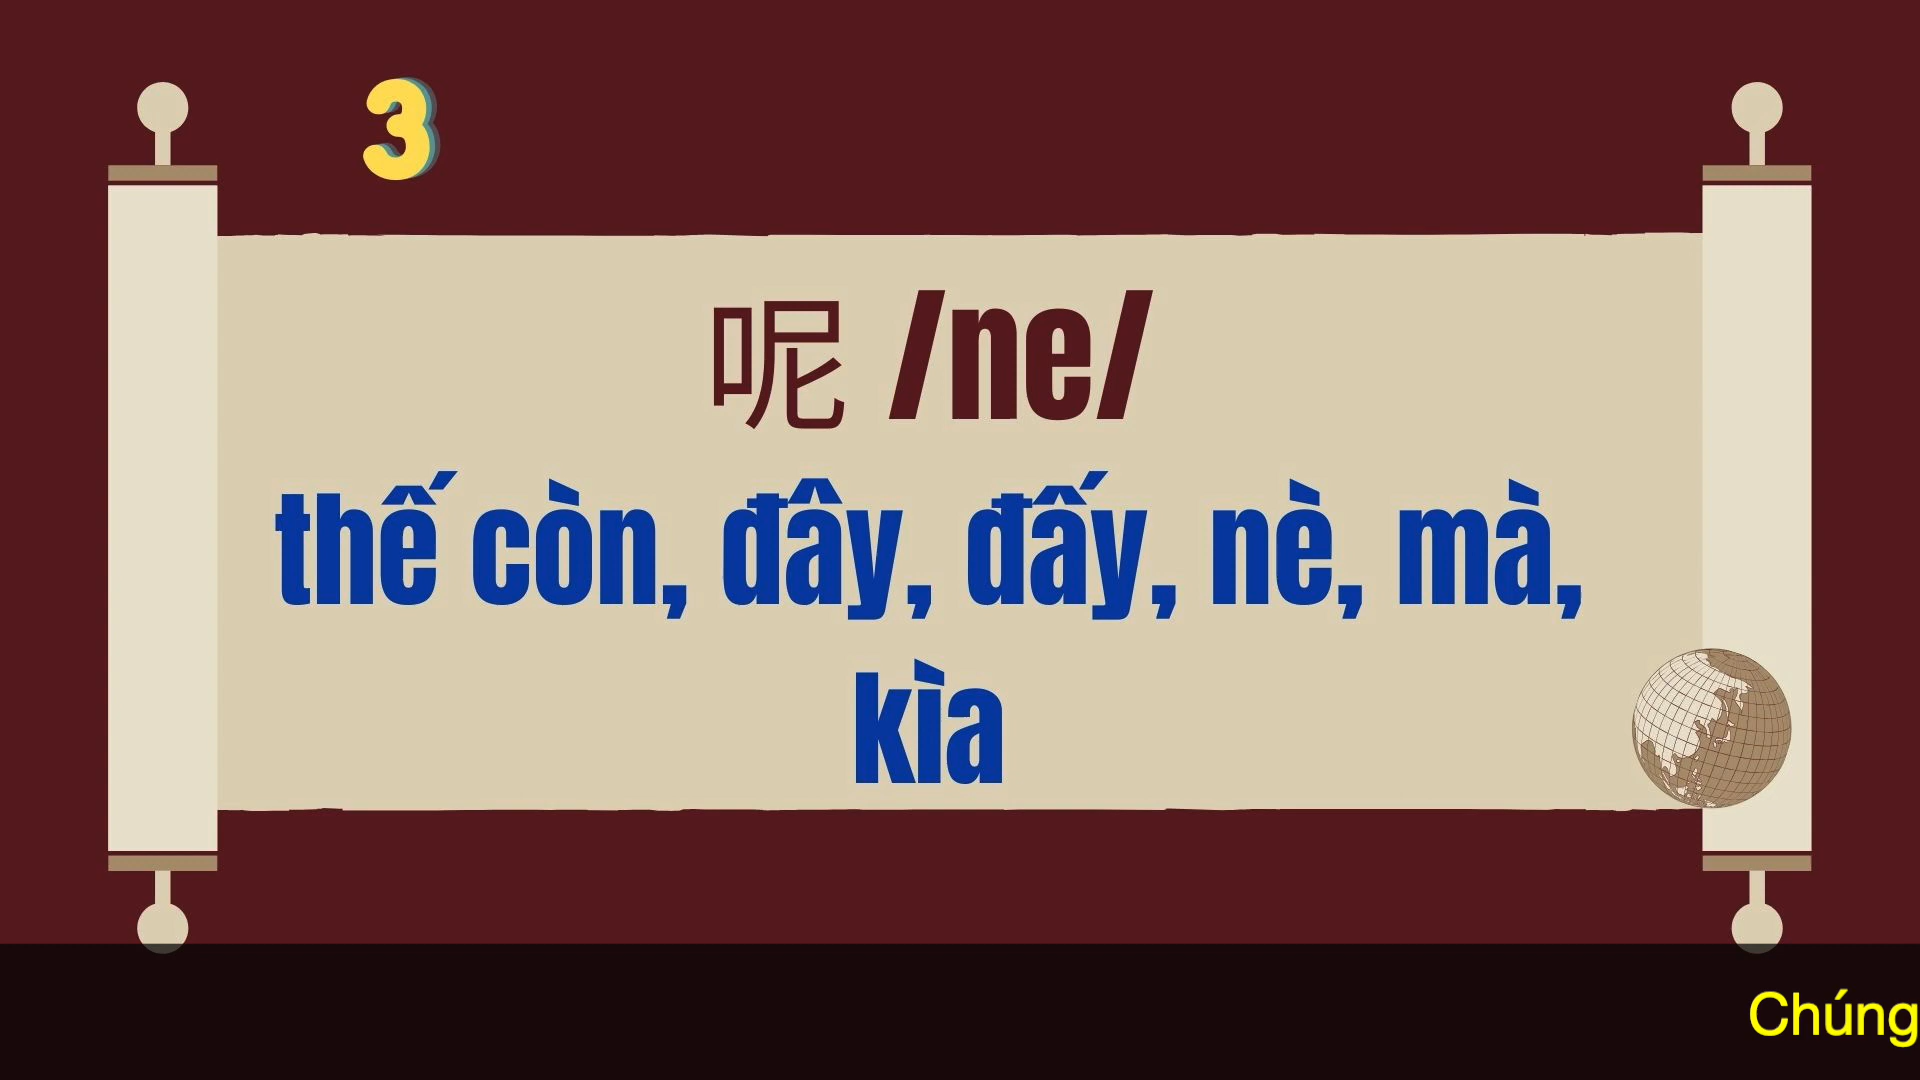 3
呢 /ne/
thế còn, đây, đấy, nè, mà,
kìa
Chúng